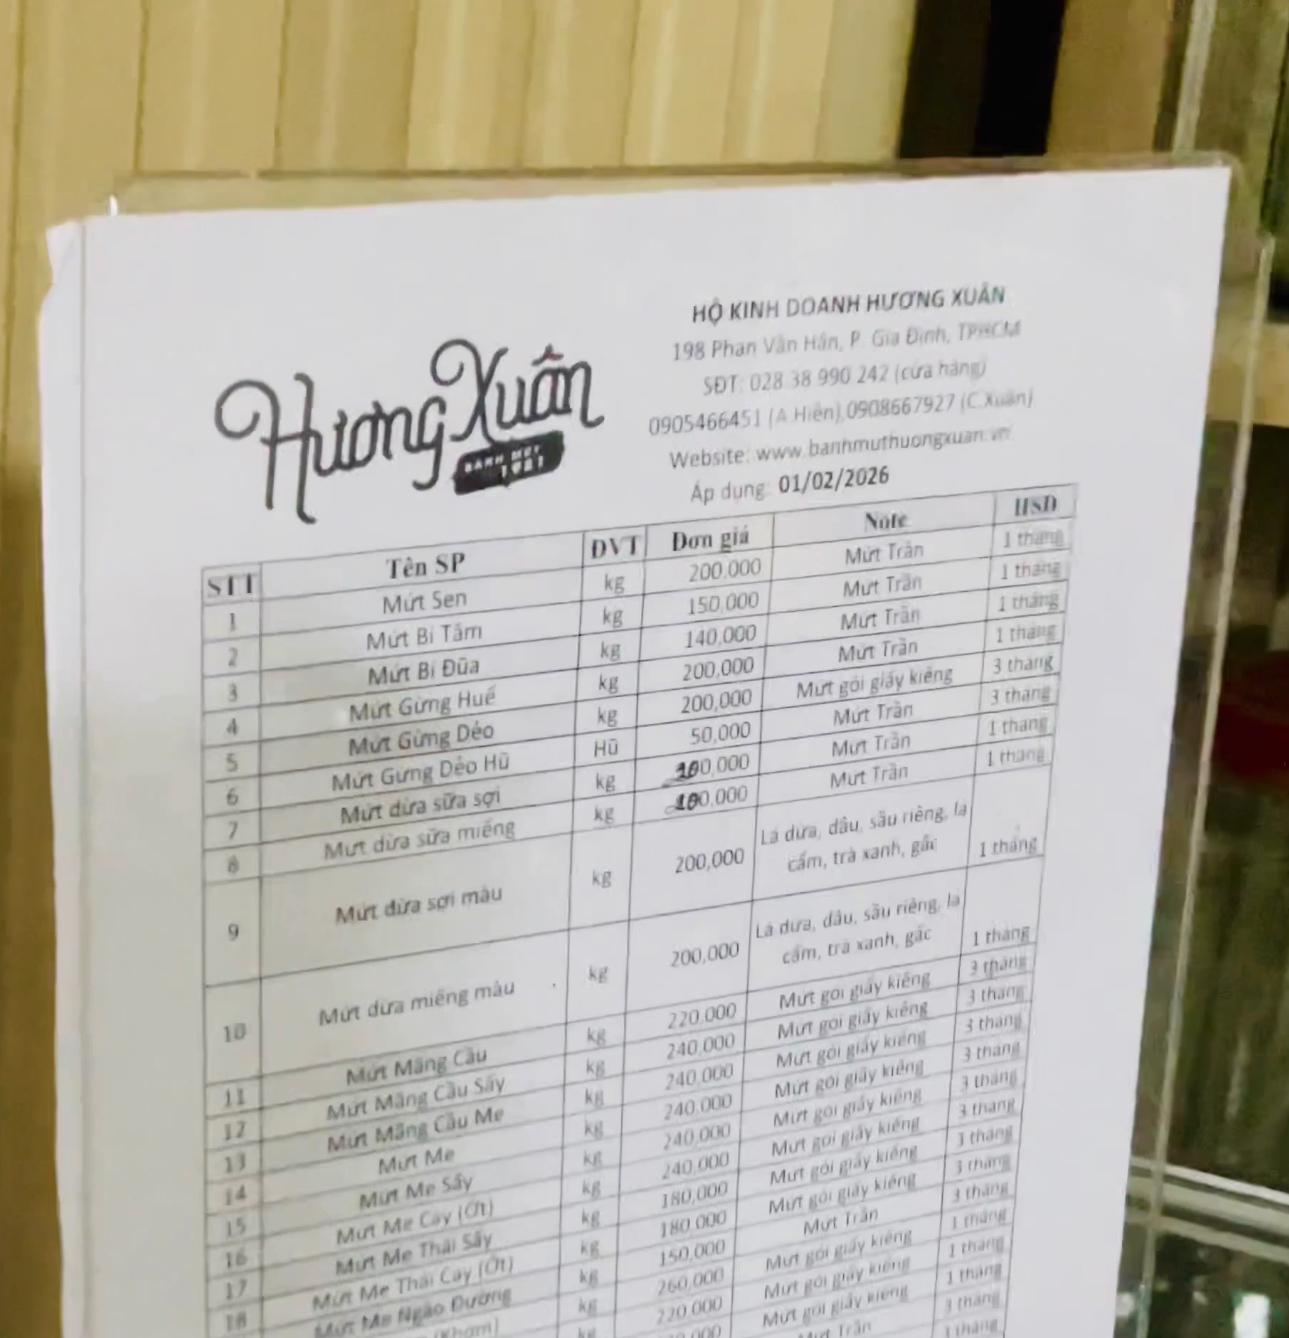 Hương Xuân
HỘ KINH DOANH HƯƠNG XUÂN
198 Phan Văn Hân, P. Gia Định, TPHCM
SĐT: 028 38 990 242 (cửa hàng)
0905466451 (A.Hiên),0908667927 (C.Xuân)
Website: www.banhmuthuongxuan.vn
Áp dụng: 01/02/2026
STT Tên SP ĐVT Đơn giá Note HSD
1 Mứt Sen kg 200,000 Mứt Trần 1 tháng
2 Mứt Bí Tăm kg 150,000 Mứt Trần 1 tháng
3 Mứt Bí Đũa kg 140,000 Mứt Trần 1 tháng
4 Mứt Gừng Huế kg 200,000 Mứt Trần 1 tháng
5 Mứt Gừng Dẻo kg 200,000 Mứt gói giấy kiếng 3 tháng
6 Mứt Gừng Dẻo Hũ Hũ 50,000 Mứt Trần 3 tháng
7 Mứt dừa sữa sợi kg Mứt Trần 1 tháng
8 Mứt dừa sữa miếng kg Mứt Trần 1 tháng
9 Mứt dừa sợi màu kg 200,000 Lá dứa, dâu, sầu riêng, lá
cẩm, trà xanh, gấc 1 tháng
10 Mứt dừa miếng màu kg 200,000 Lá dứa, dâu, sầu riêng, lá
cẩm, trà xanh, gấc 1 tháng
11 Mứt Mãng Cầu kg 220,000 Mứt gói giấy kiếng 3 tháng
12 Mứt Mãng Cầu Sấy kg 240,000 Mứt gói giấy kiếng 3 tháng
13 Mứt Mãng Cầu Me kg 240,000 Mứt gói giấy kiếng 3 tháng
14 Mứt Me kg 240,000 Mứt gói giấy kiếng 3 tháng
15 Mứt Me Sấy kg 240,000 Mứt gói giấy kiếng 3 tháng
16 Mứt Me Cay (Ớt) kg 240,000 Mứt gói giấy kiếng 3 tháng
17 Mứt Me Thái Sấy kg 180,000 Mứt gói giấy kiếng 3 tháng
18 Mứt Me Thái Cay (Ớt) kg 180,000 Mứt gói giấy kiếng 3 tháng
Mứt Me Ngào Đường kg 150,000 Mứt Trần 3 tháng
(Khóm) kg 260,000 Mứt gói giấy kiếng 1 tháng
220,000 Mứt gói giấy kiếng 1 tháng
Mứt gói giấy kiếng 1 tháng
Mứt Trần 3 tháng
1 tháng